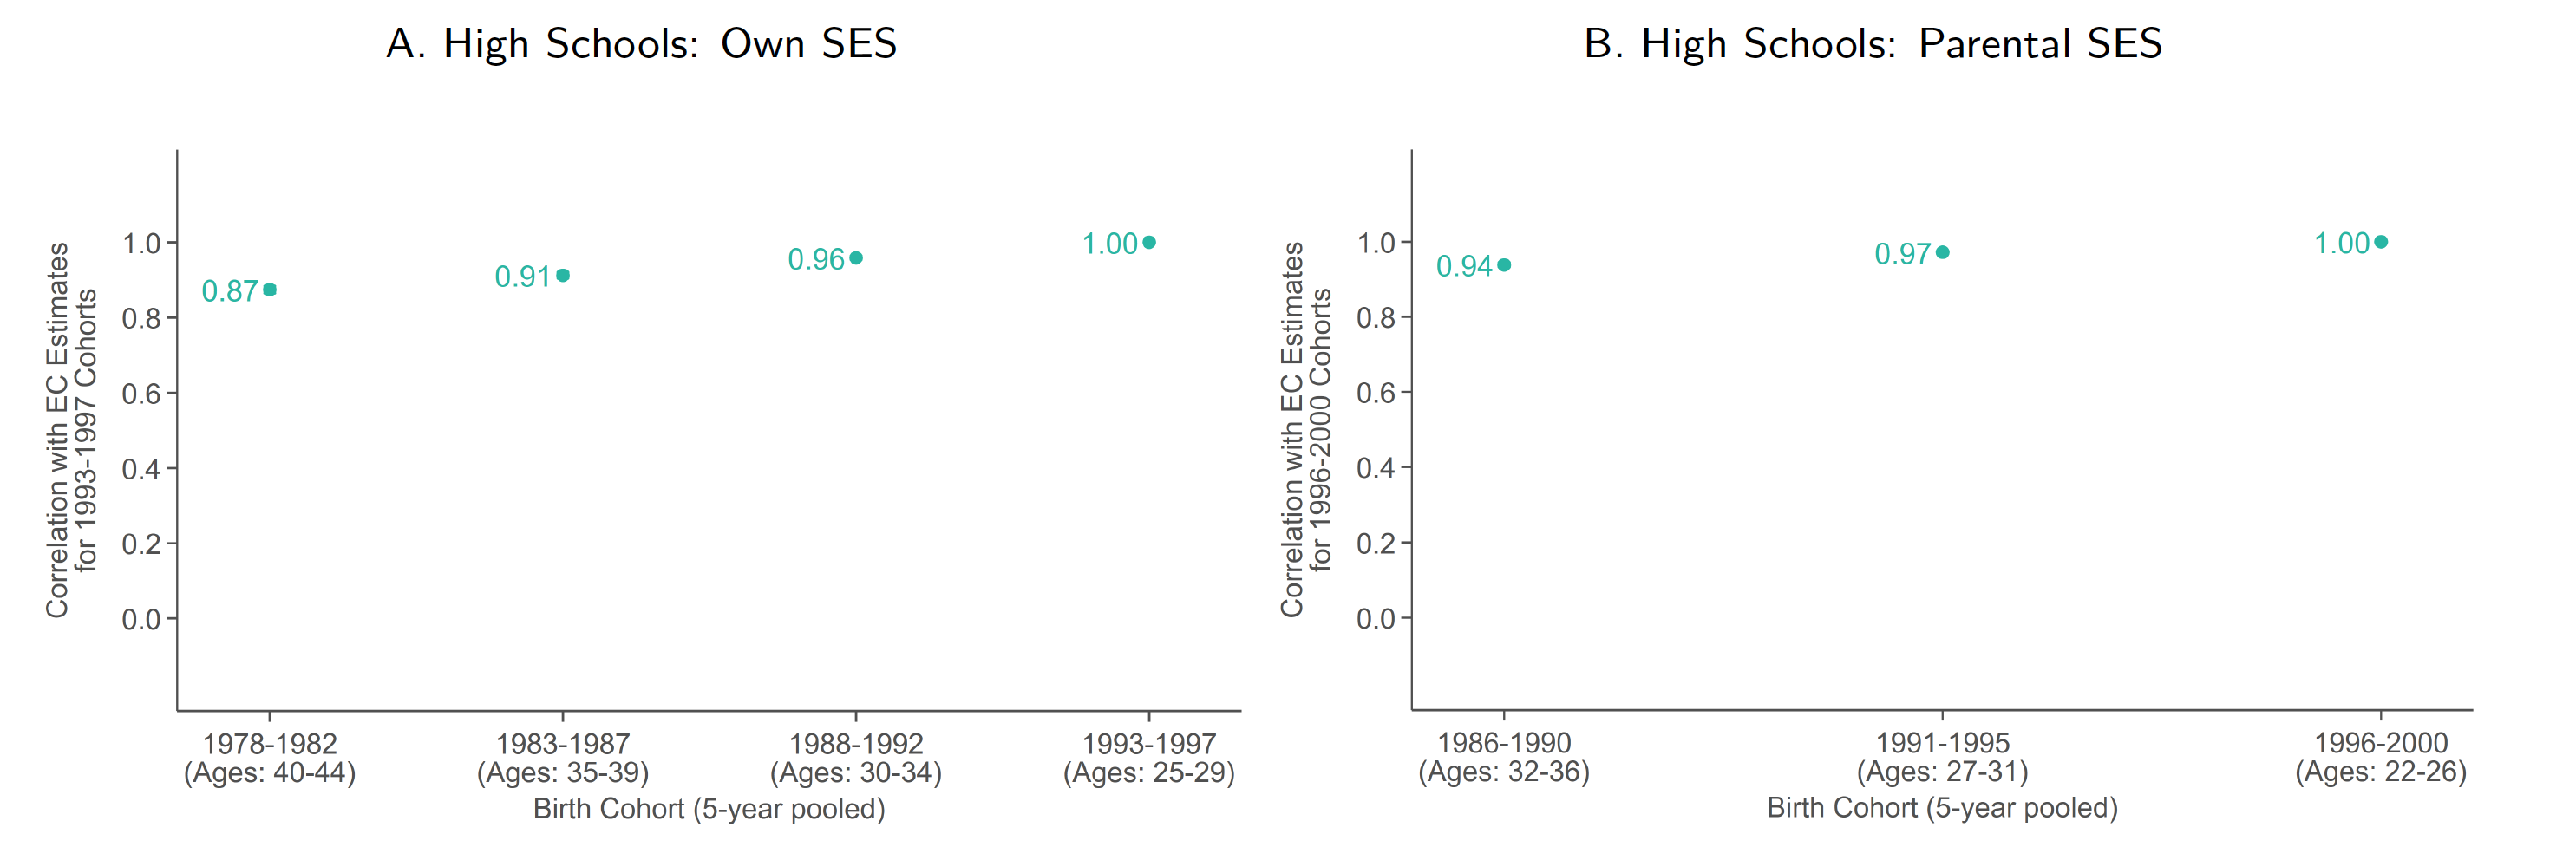 A. High Schools: Own SES
Correlation with EC Estimates
for 1993-1997 Cohorts
1.0
0.8
0.6
0.4
0.2
0.0
0.87
0.91
0.96
1.00
1978-1982
(Ages: 40-44)
1983-1987
(Ages: 35-39)
1988-1992
(Ages: 30-34)
1993-1997
(Ages: 25-29)
Birth Cohort (5-year pooled)
B. High Schools: Parental SES
Correlation with EC Estimates
for 1996-2000 Cohorts
1.0
0.8
0.6
0.4
0.2
0.0
0.94
0.97
1.00
1986-1990
(Ages: 32-36)
1991-1995
(Ages: 27-31)
1996-2000
(Ages: 22-26)
Birth Cohort (5-year pooled)